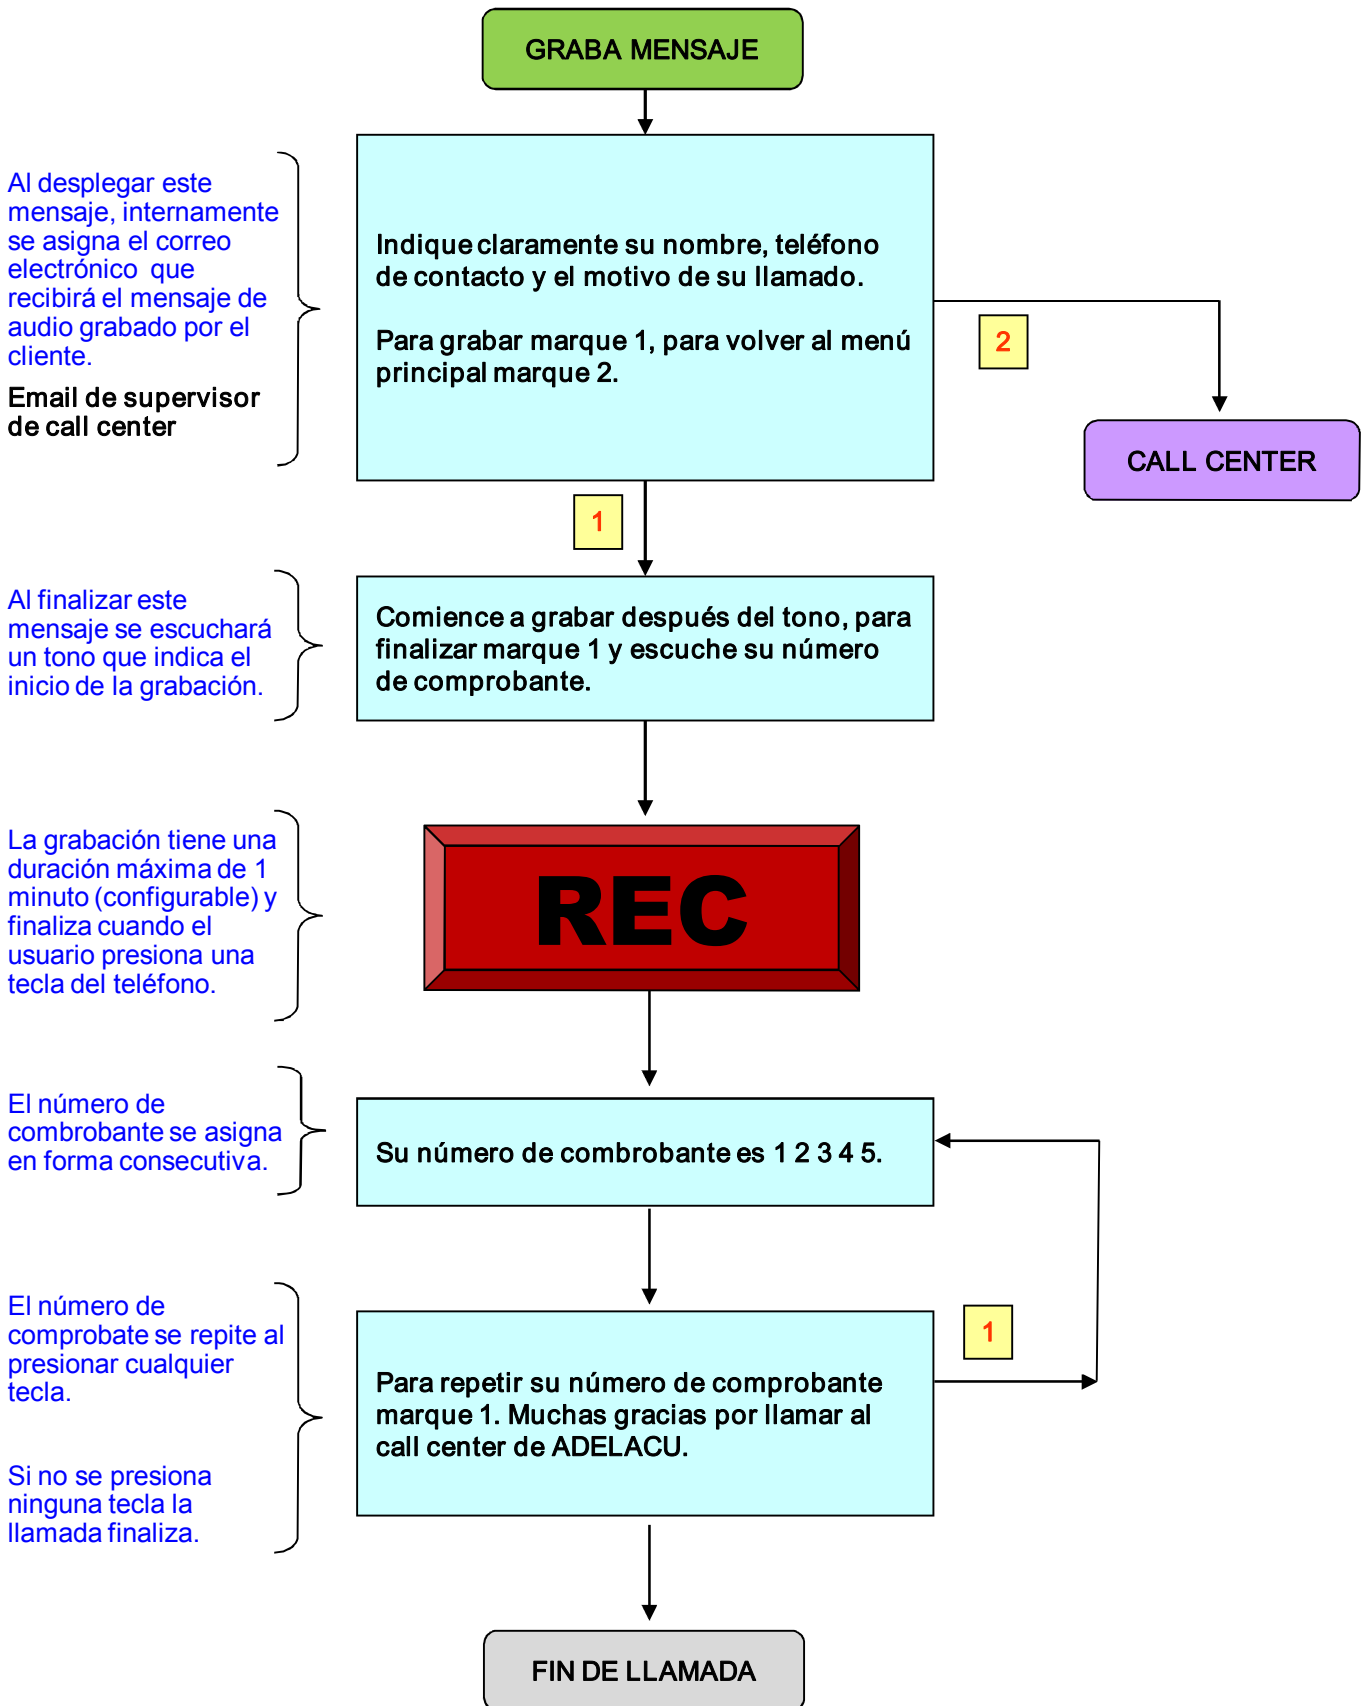 GRABA MENSAJE
Al desplegar este
mensaje, internamente
se asigna el correo
electrónico que
recibirá el mensaje de
audio grabado por el
cliente.
Email de supervisor
de call center
Indique claramente su nombre, teléfono
de contacto y el motivo de su llamado.
Para grabar marque 1, para volver al menú
principal marque 2.
2
CALL CENTER
1
Al finalizar este
mensaje se escuchará
un tono que indica el
inicio de la grabación.
Comience a grabar después del tono, para
finalizar marque 1 y escuche su número
de comprobante.
La grabación tiene una
duración máxima de 1
minuto (configurable) y
finaliza cuando el
usuario presiona una
tecla del teléfono.
REC
El número de
combrobante se asigna
en forma consecutiva.
Su número de combrobante es 1 2 3 4 5.
El número de
comprobate se repite al
presionar cualquier
tecla.
Si no se presiona
ninguna tecla la
llamada finaliza.
Para repetir su número de comprobante
marque 1. Muchas gracias por llamar al
call center de ADELACU.
1
FIN DE LLAMADA